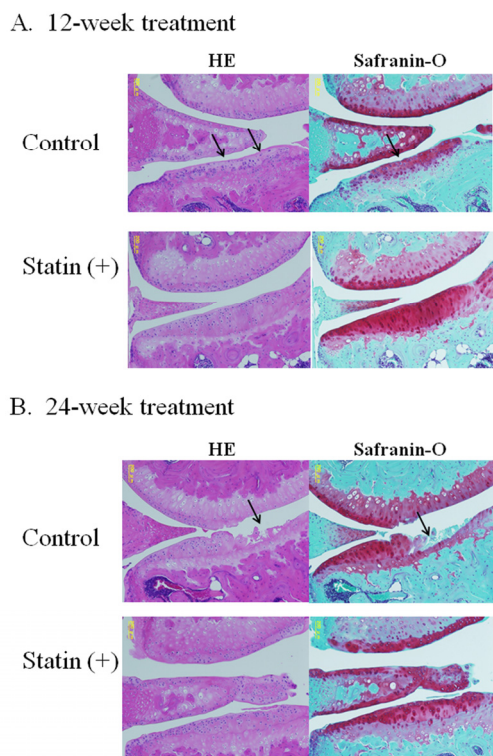 A. 12-week treatment
HE Safranin-O
Control
Statin (+)
B. 24-week treatment
HE Safranin-O
Control
Statin (+)